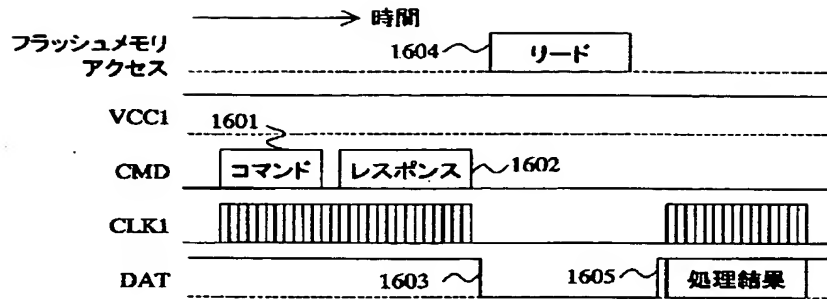 時間
フラッシュメモリ
アクセス
1604
リード
VCC1
1601
CMD
コマンド
レスポンス
1602
CLK1
DAT
1603
1605
処理結果